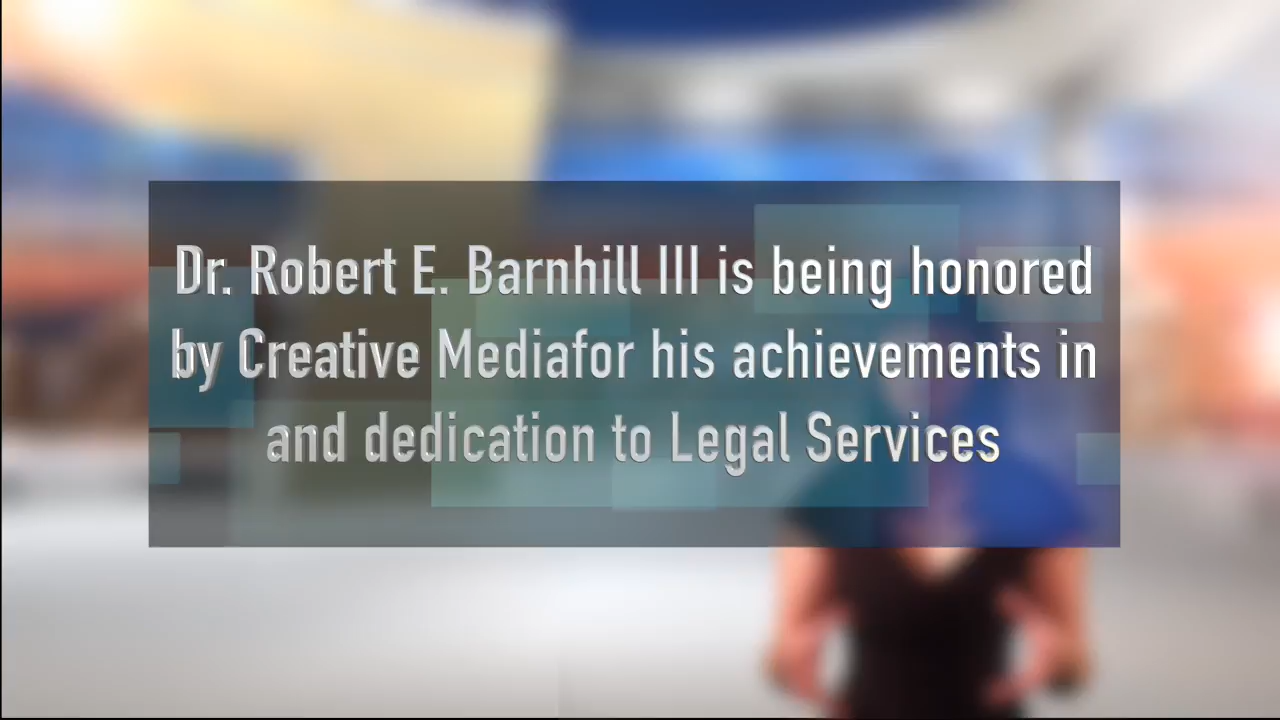 Dr. Robert E. Barnhill III is being honored
by Creative Mediafor his achievements in
and dedication to Legal Services